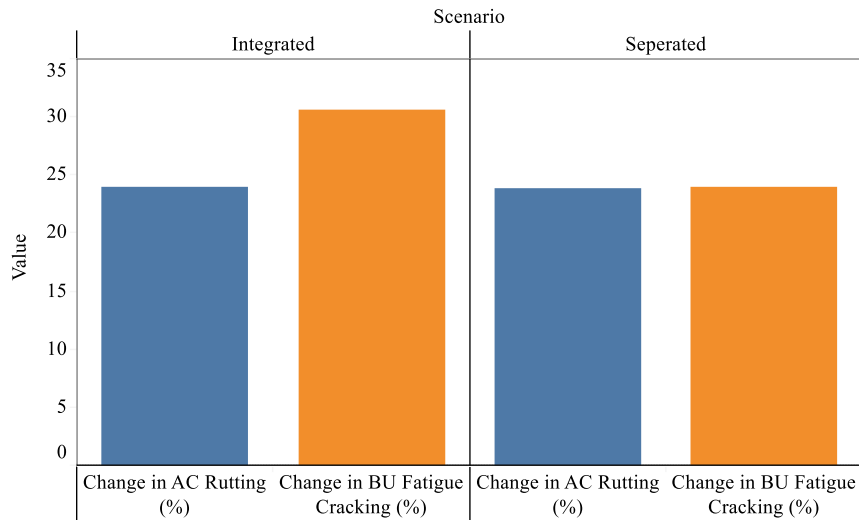 Scenario
Integrated
Seperated
35
30
25
20
15
10
5
0
Value
Change in AC Rutting
(%)
Change in BU Fatigue
Cracking (%)
Change in AC Rutting
(%)
Change in BU Fatigue
Cracking (%)